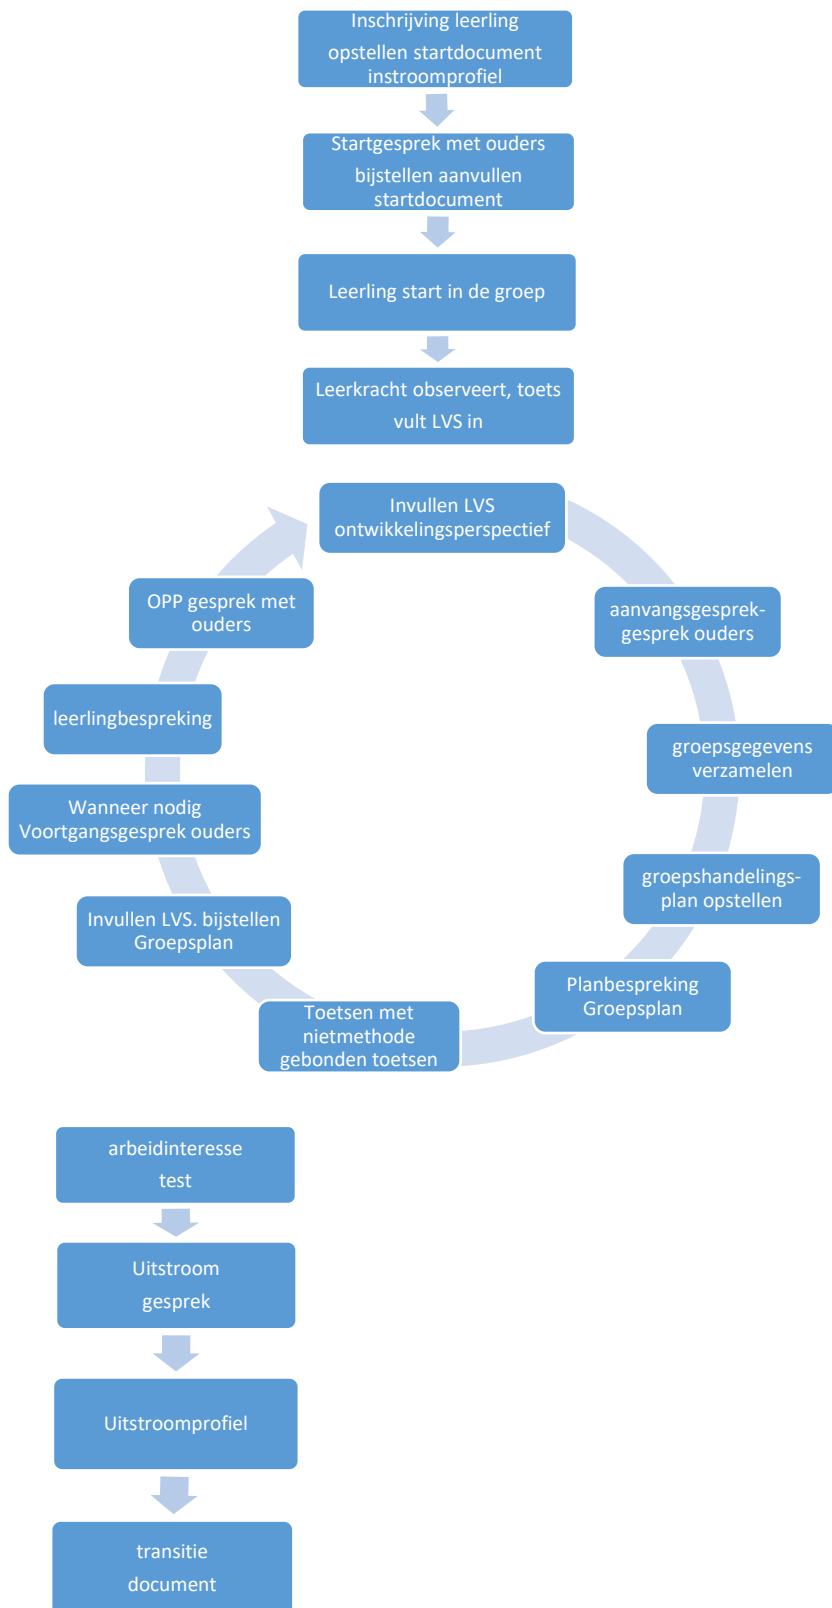 Inschrijving leerling
opstellen startdocument
instroomprofiel
Startgesprek met ouders
bijstellen aanvullen
startdocument
Leerling start in de groep
Leerkracht observeert, toets
vult LVS in
Invullen LVS
ontwikkelingsperspectief
aanvangsgesprek-
gesprek ouders
groepsgegevens
verzamelen
groepshandelings-
plan opstellen
Planbespreking
Groepsplan
Toetsen met
nietmethode
gebonden toetsen
Invullen LVS. bijstellen
Groepsplan
Wanneer nodig
Voortgangsgesprek ouders
leerlingbespreking
OPP gesprek met
ouders
arbeidinteresse
test
Uitstroom
gesprek
Uitstroomprofiel
transitie
document